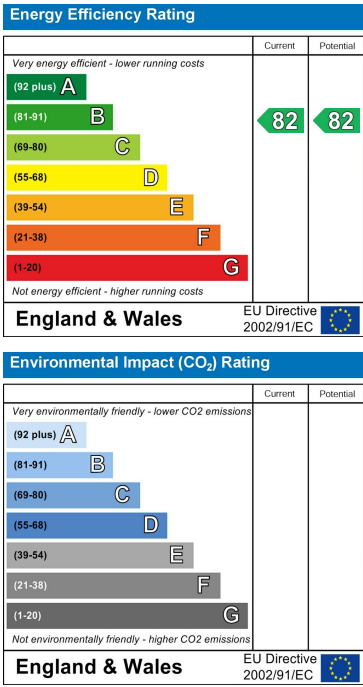 Energy Efficiency Rating
Current Potential
Very energy efficient - lower running costs
(92 plus) A
(81-91) B 82 82
(69-80) C
(55-68) D
(39-54) E
(21-38) F
(1-20) G
Not energy efficient - higher running costs
England & Wales EU Directive
2002/91/EC
Environmental Impact (CO₂) Rating
Current Potential
Very environmentally friendly - lower CO2 emissions
(92 plus) A
(81-91) B
(69-80) C
(55-68) D
(39-54) E
(21-38) F
(1-20) G
Not environmentally friendly - higher CO2 emissions
England & Wales EU Directive
2002/91/EC